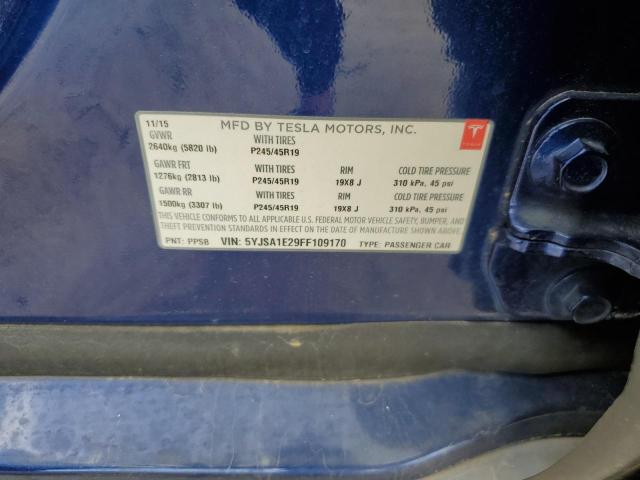 11/15 MFD BY TESLA MOTORS, INC.
GVWR WITH TIRES
2640kg (5820 lb) P245/45R19
GAWR FRT WITH TIRES RIM COLD TIRE PRESSURE
1276kg (2813 lb) P245/45R19 19X8 J 310 kPa, 45 psi
GAWR RR WITH TIRES RIM COLD TIRE PRESSURE
1500kg (3307 lb) P245/45R19 19X8 J 310 kPa, 45 psi
THIS VEHICLE CONFORMS TO ALL APPLICABLE U.S. FEDERAL MOTOR VEHICLE SAFETY, BUMPER, AND
THEFT PREVENTION STANDARDS IN EFFECT ON THE DATE OF MANUFACTURE SHOWN ABOVE.
PNT: PPSB VIN: 5YJSA1E29FF109170 TYPE: PASSENGER CAR
TESLA